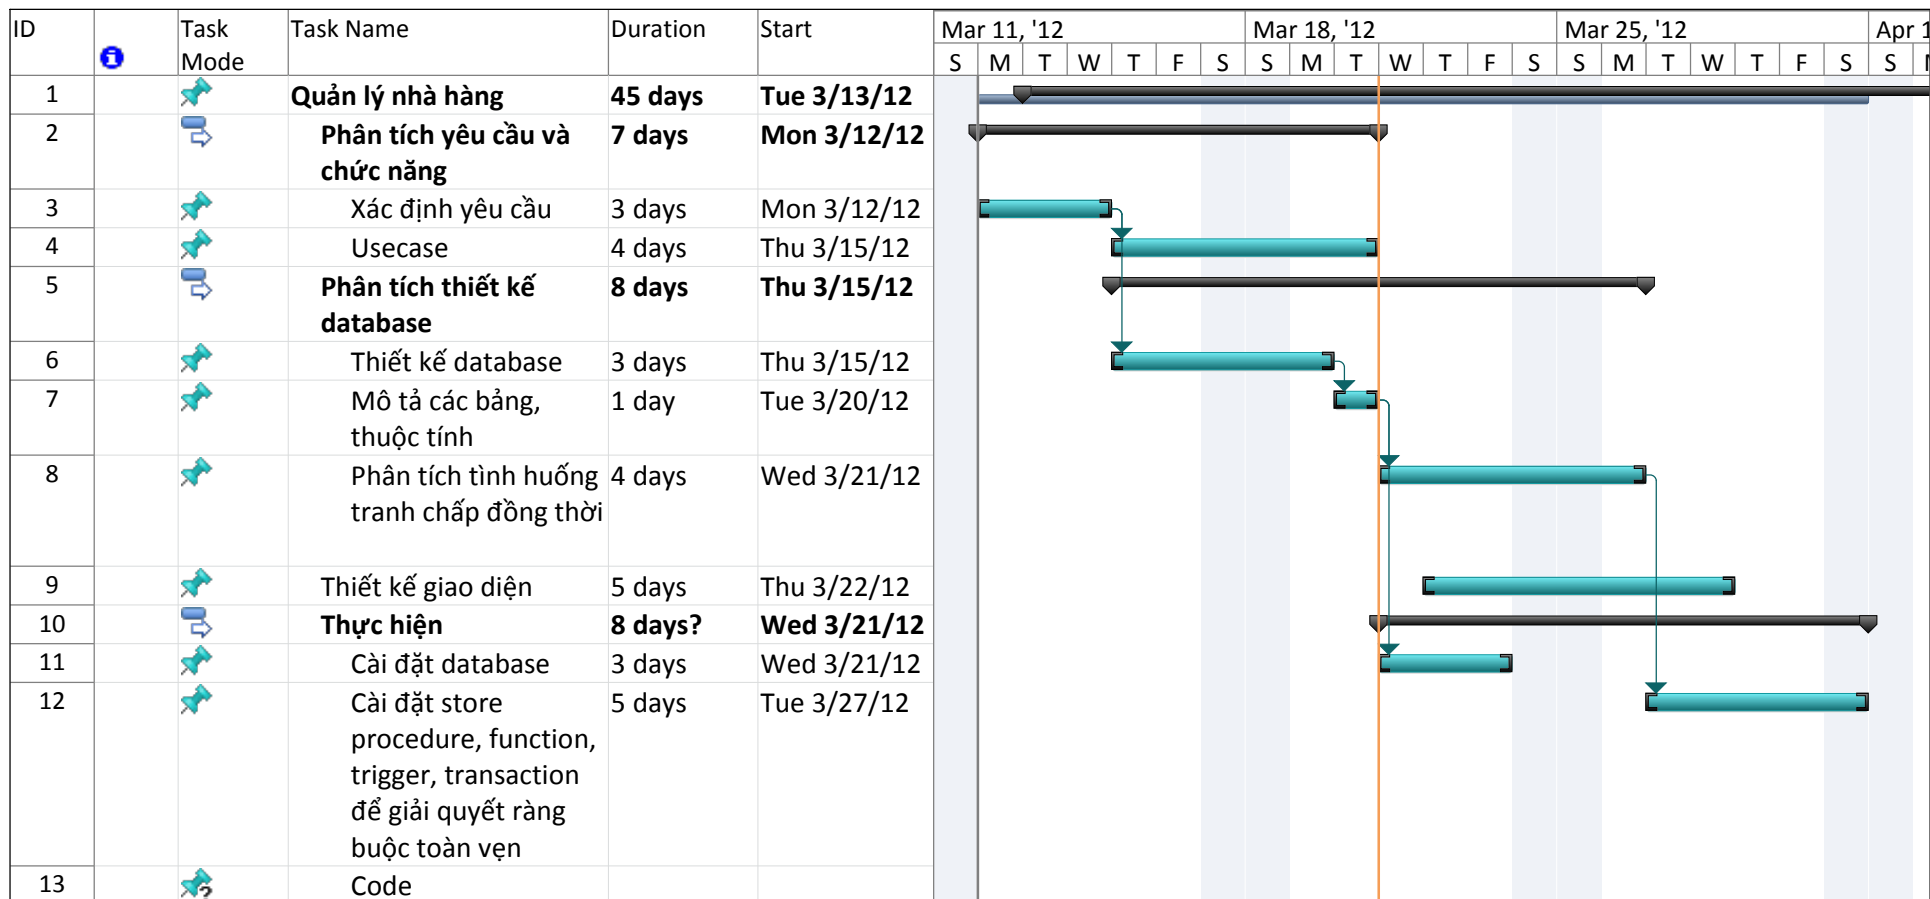 ID Task Mode Task Name Duration Start Mar 11, '12 Mar 18, '12 Mar 25, '12 Apr 1
S M T W T F S S M T W T F S S M T W T F S S
1 Quản lý nhà hàng 45 days Tue 3/13/12
2 Phân tích yêu cầu và 7 days Mon 3/12/12
chức năng
3 Xác định yêu cầu 3 days Mon 3/12/12
4 Usecase 4 days Thu 3/15/12
5 Phân tích thiết kế 8 days Thu 3/15/12
database
6 Thiết kế database 3 days Thu 3/15/12
7 Mô tả các bảng, 1 day Tue 3/20/12
thuộc tính
8 Phân tích tình huống 4 days Wed 3/21/12
tranh chấp đồng thời
9 Thiết kế giao diện 5 days Thu 3/22/12
10 Thực hiện 8 days? Wed 3/21/12
11 Cài đặt database 3 days Wed 3/21/12
12 Cài đặt store 5 days Tue 3/27/12
procedure, function,
trigger, transaction
để giải quyết ràng
buộc toàn vẹn
13 Code